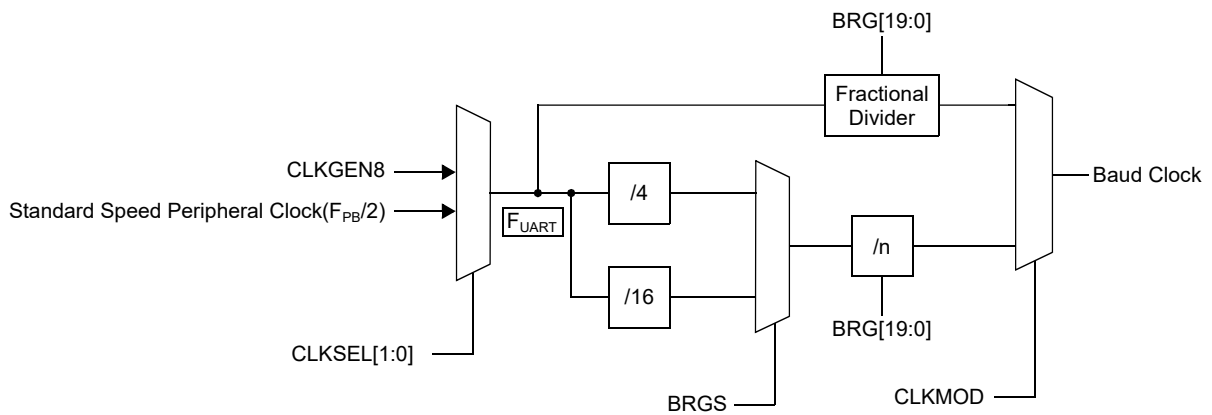 BRG[19:0]
Fractional
Divider
CLKGEN8
/4
Baud Clock
Standard Speed Peripheral Clock(FPB/2)
FUART
/n
/16
BRG[19:0]
CLKSEL[1:0]
BRGS
CLKMOD